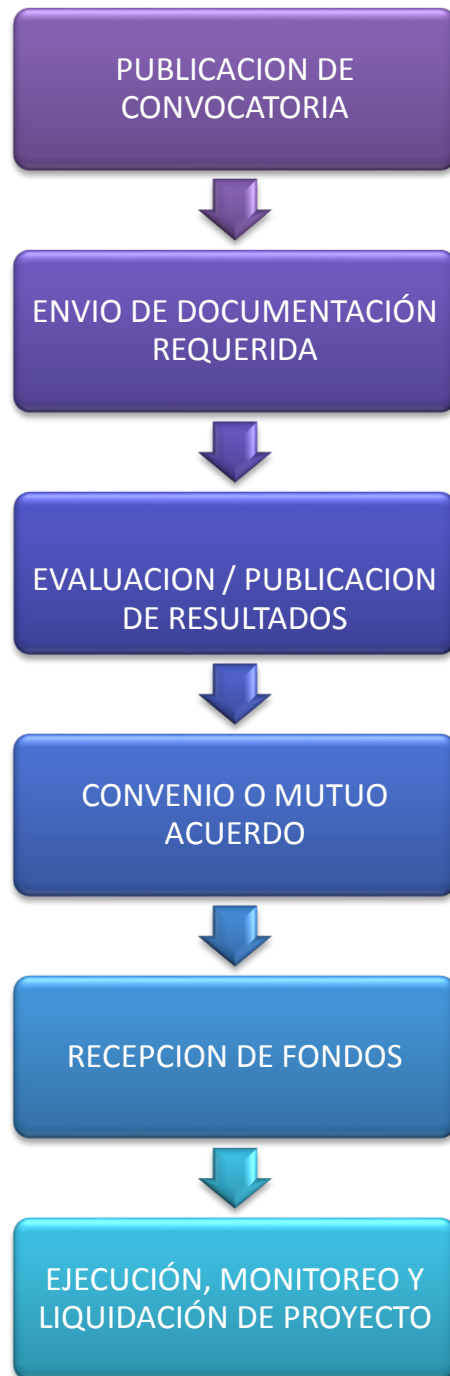 PUBLICACION DE
CONVOCATORIA
ENVIO DE DOCUMENTACIÓN
REQUERIDA
EVALUACION / PUBLICACION
DE RESULTADOS
CONVENIO O MUTUO
ACUERDO
RECEPCION DE FONDOS
EJECUCIÓN, MONITOREO Y
LIQUIDACIÓN DE PROYECTO